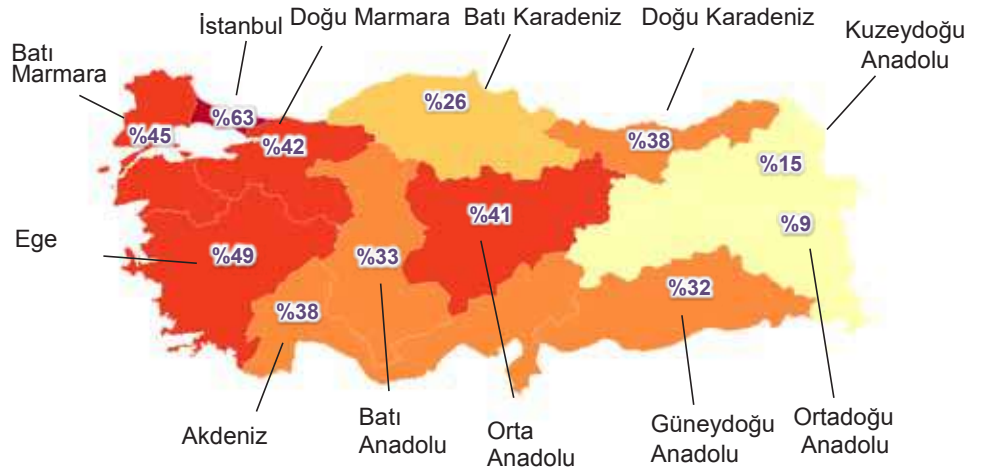 İstanbul
Doğu Marmara
Batı Karadeniz
Doğu Karadeniz
Kuzeydoğu
Anadolu
Batı
Marmara
%26
%63
%45
%42
%38
%15
%41
%9
Ege
%49
%33
%32
%38
Akdeniz
Batı
Anadolu
Orta
Anadolu
Güneydoğu
Anadolu
Ortadoğu
Anadolu